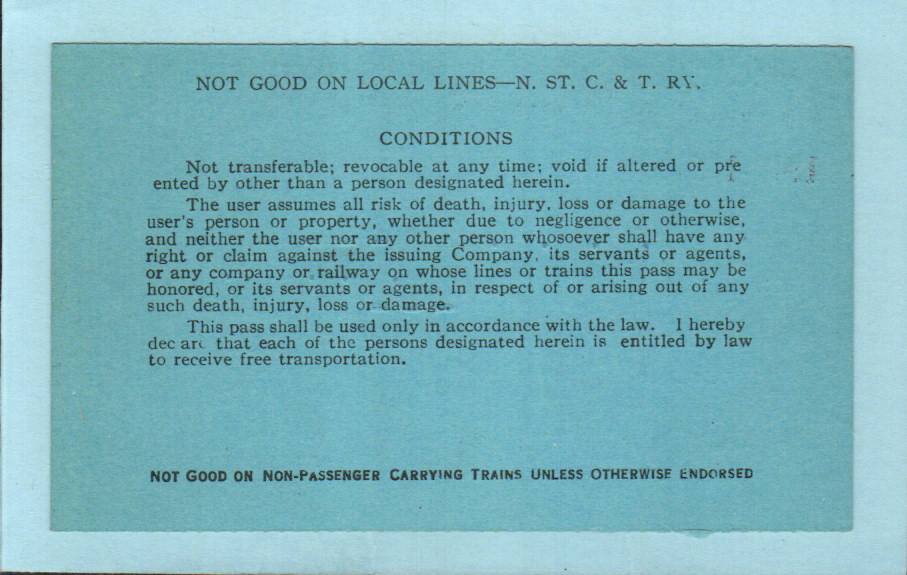 NOT GOOD ON LOCAL LINES—N. ST. C. & T. RY.
CONDITIONS
Not transferable; revocable at any time; void if altered or pre
ented by other than a person designated herein.
The user assumes all risk of death, injury, loss or damage to the
user's person or property, whether due to negligence or otherwise,
and neither the user nor any other person whosoever shall have any
right or claim against the issuing Company, its servants or agents,
or any company or railway on whose lines or trains this pass may be
honored, or its servants or agents, in respect of or arising out of any
such death, injury, loss or damage.
This pass shall be used only in accordance with the law. I hereby
dec are that each of the persons designated herein is entitled by law
to receive free transportation.
NOT GOOD ON NON-PASSENGER CARRYING TRAINS UNLESS OTHERWISE ENDORSED